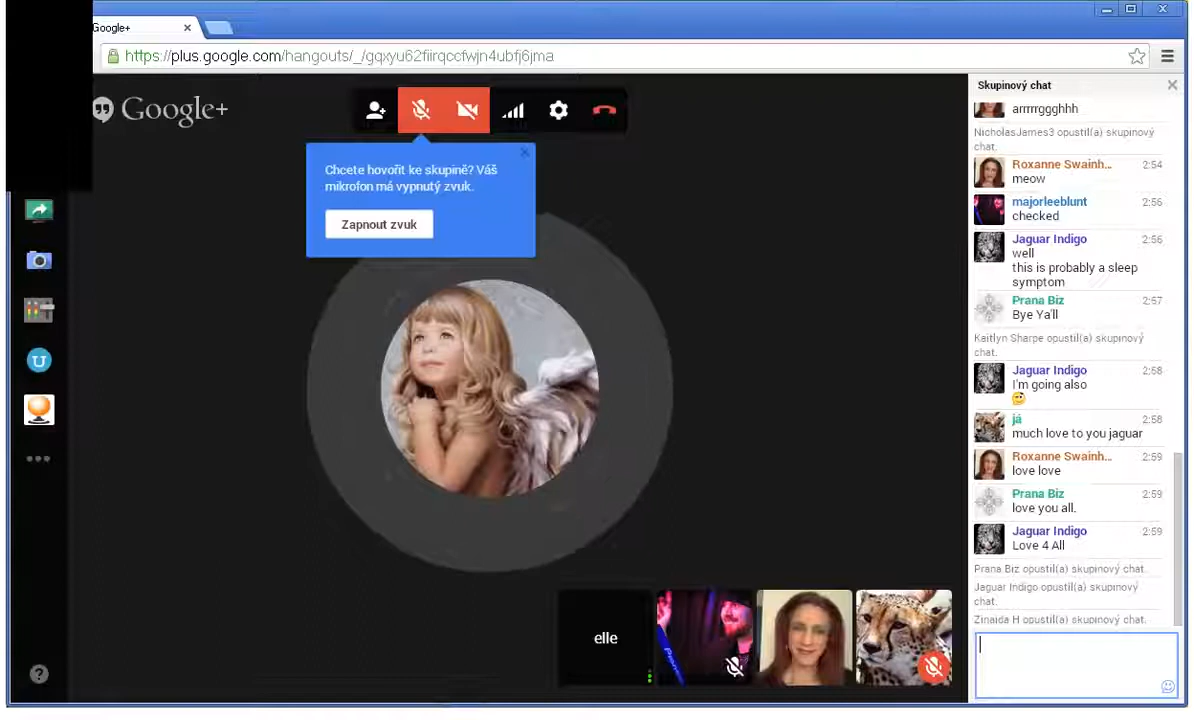 Google+
https://plus.google.com/hangouts/_/gqxyu62fiirqccfwjn4ubfj6jma
Google+
Chcete hovořit ke skupině? Váš
mikrofon má vypnutý zvuk.
Zapnout zvuk
elle
Skupinový chat
arrrrrggghhh
NicholasJames3 opustil(a) skupinový
chat.
Roxanne Swainh... 2:54
meow
majorleeblunt 2:56
checked
Jaguar Indigo 2:56
well
this is probably a sleep
symptom
Prana Biz 2:57
Bye Ya'll
Kaitlyn Sharpe opustil(a) skupinový
chat.
Jaguar Indigo 2:58
I'm going also
já 2:58
much love to you jaguar
Roxanne Swainh... 2:59
love love
Prana Biz 2:59
love you all.
Jaguar Indigo 2:59
Love 4 All
Prana Biz opustil(a) skupinový chat.
Jaguar Indigo opustil(a) skupinový
chat.
Zinaida H opustil(a) skupinový chat.